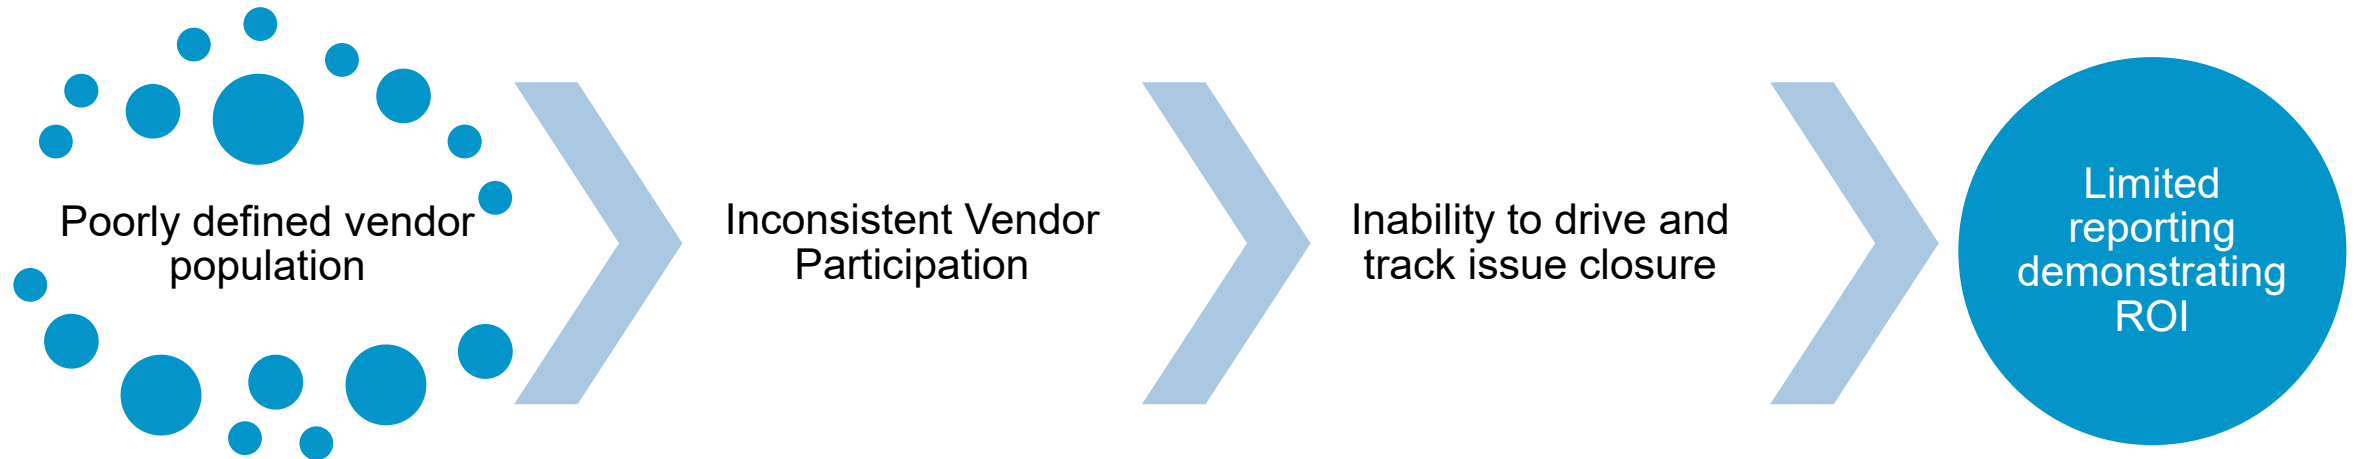 Poorly defined vendor
population
Inconsistent Vendor
Participation
Inability to drive and
track issue closure
Limited
reporting
demonstrating
ROI